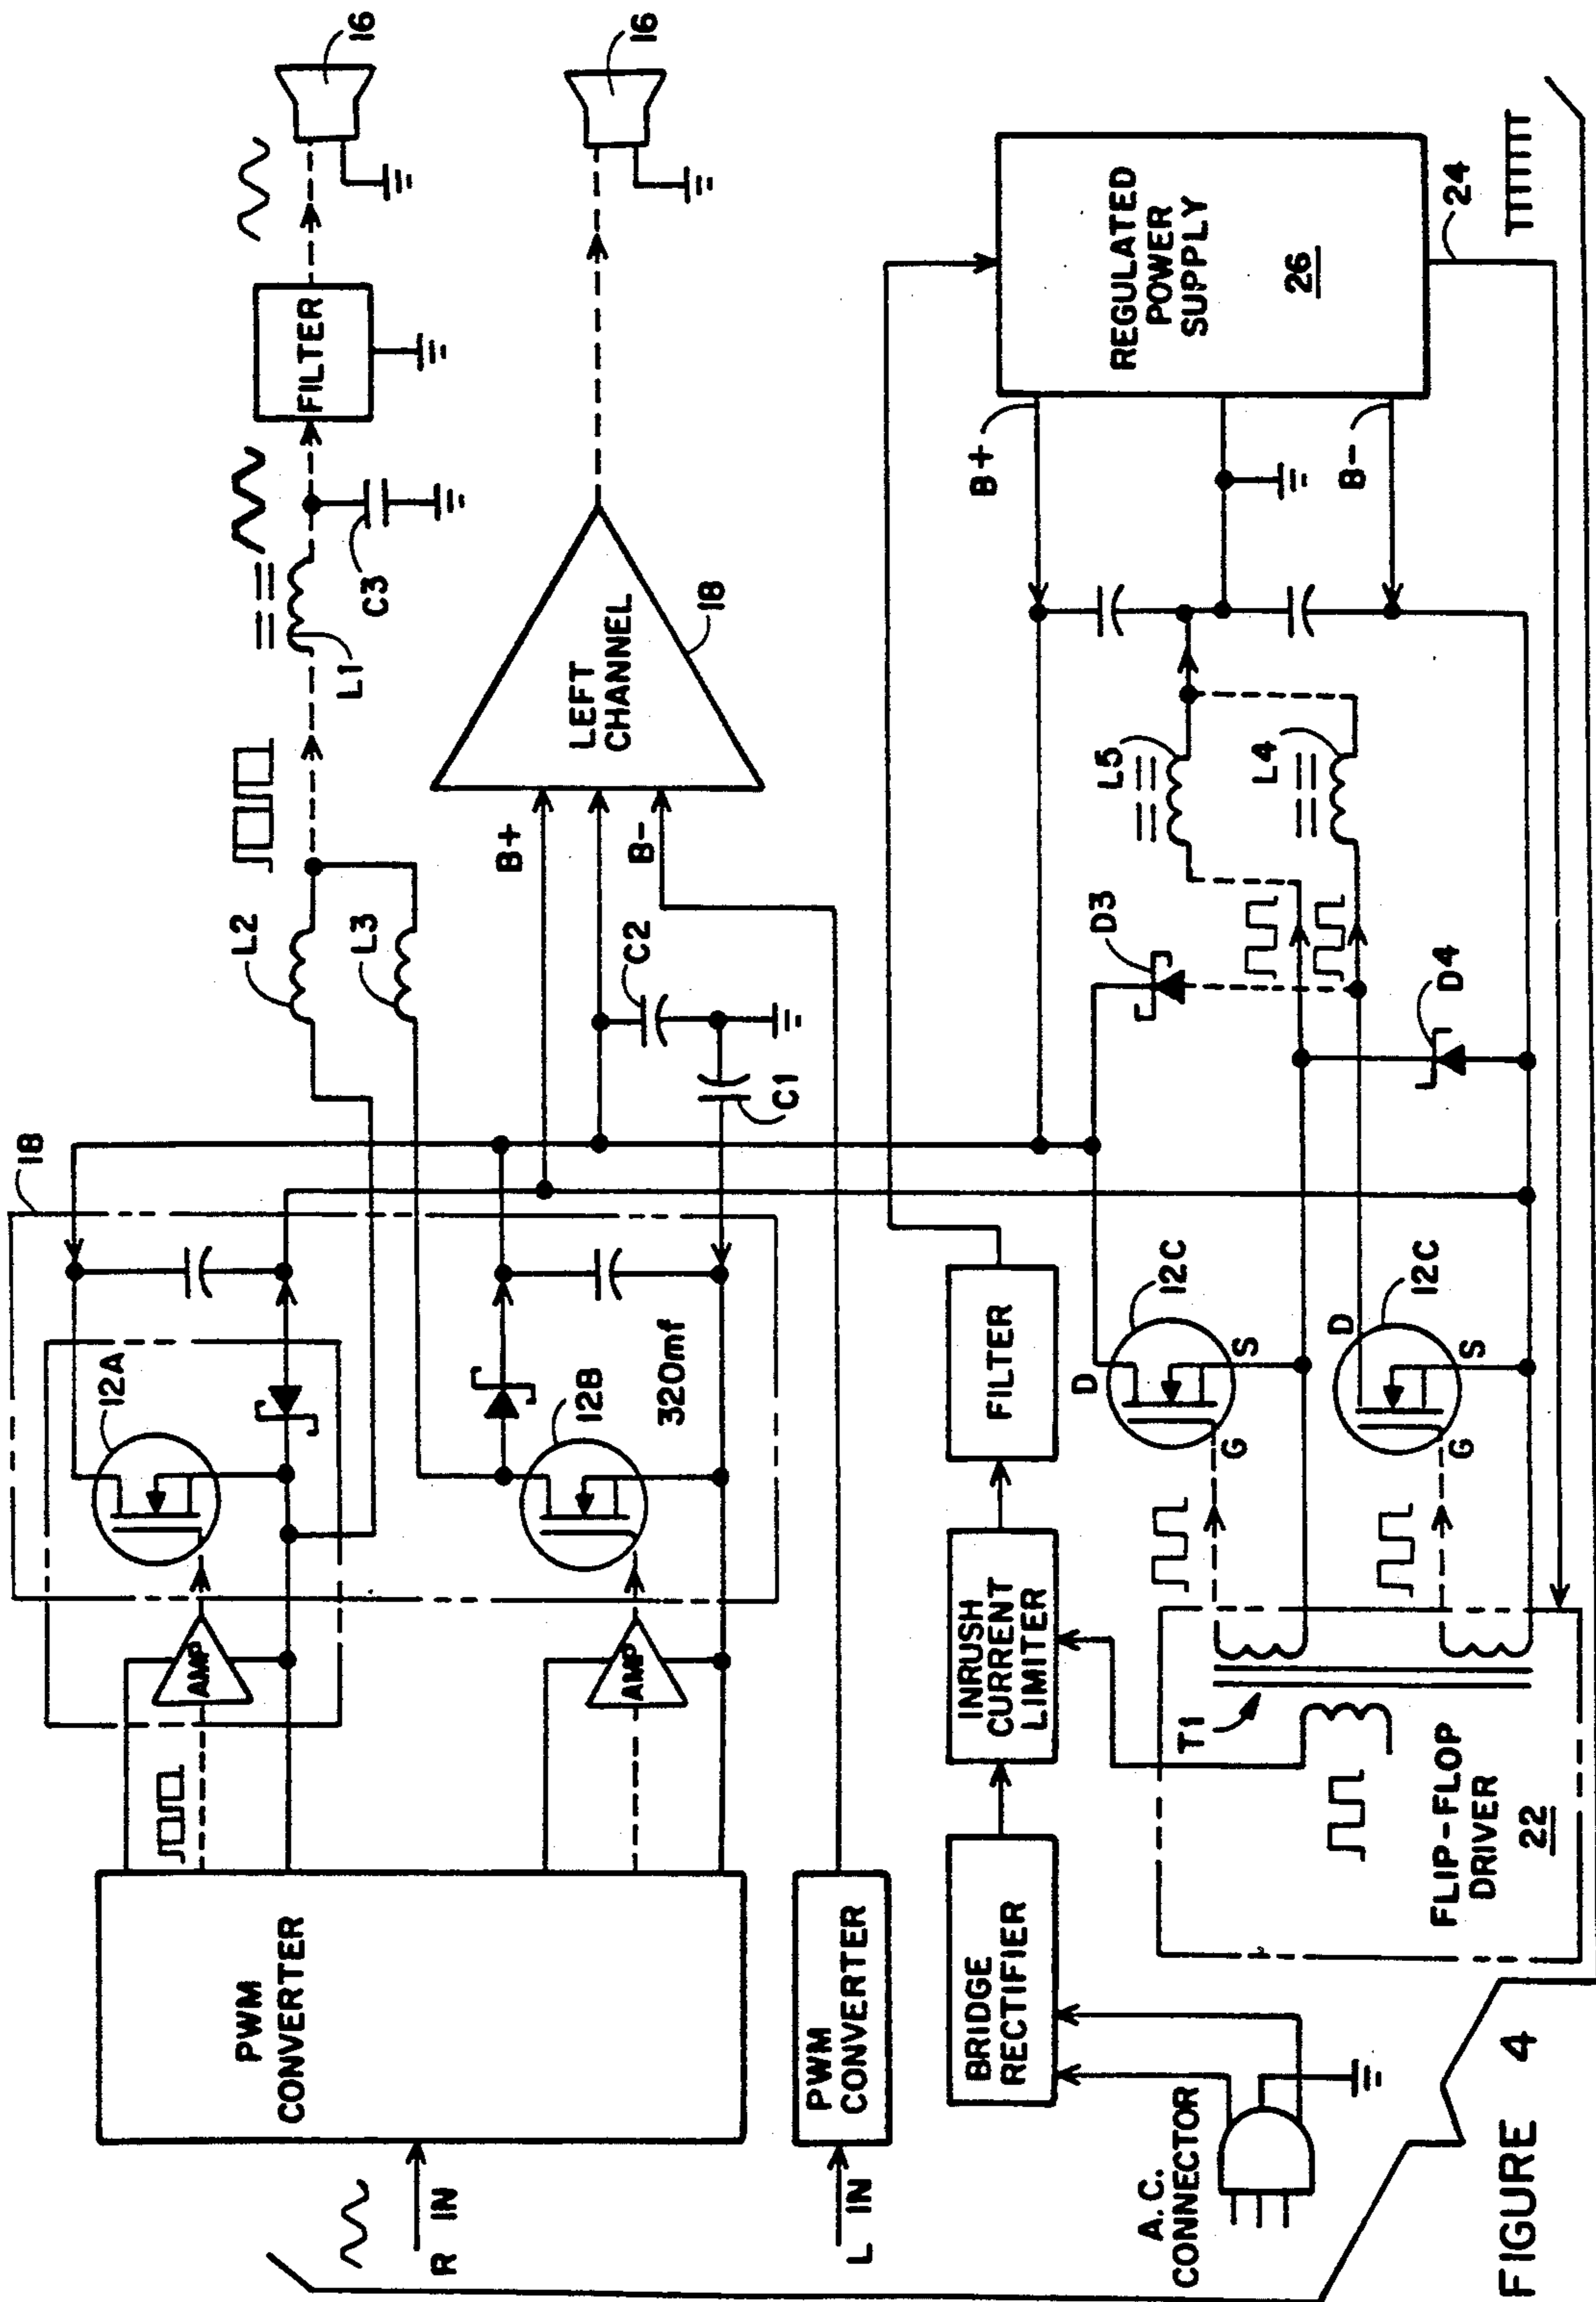 18
12A
AMP
PWM
CONVERTER
R IN
12B
AMP
320mf
L2
L3
L1
C3
FILTER
16
LEFT
CHANNEL
18
16
B+
B-
C2
C1
PWM
CONVERTER
L IN
A.C.
CONNECTOR
BRIDGE
RECTIFIER
INRUSH
CURRENT
LIMITER
FILTER
REGULATED
POWER
SUPPLY
26
B+
B-
24
D3
D4
L5
L4
D
G
S
12C
D
G
S
12C
T1
FLIP-FLOP
DRIVER
22
FIGURE 4